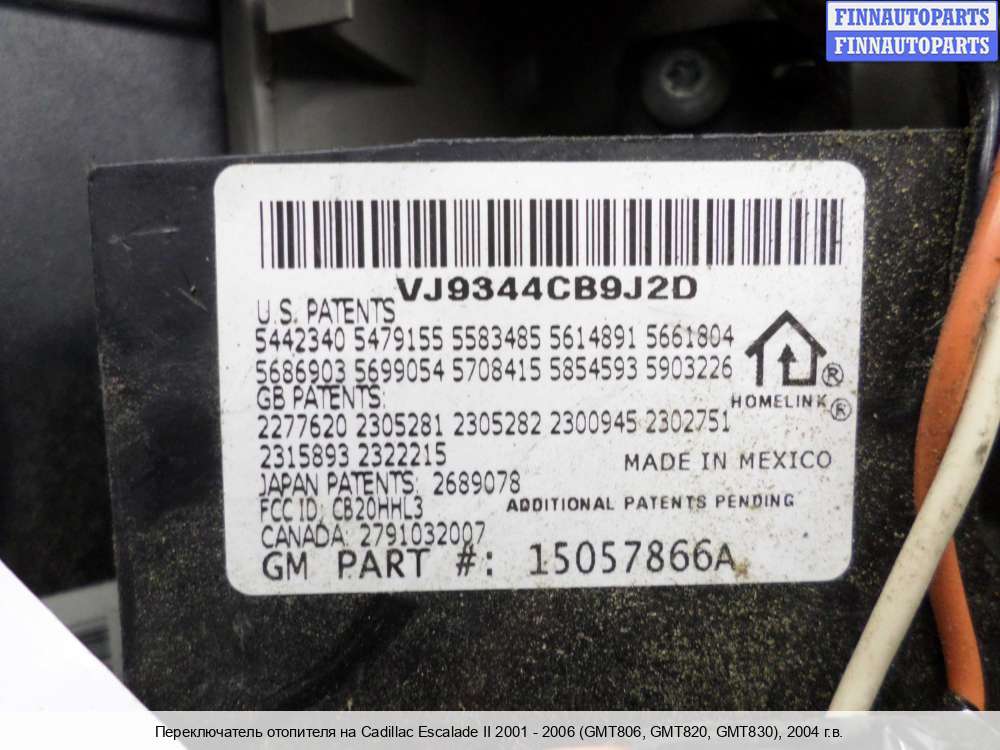 FINNAUTOPARTS
FINNAUTOPARTS
VJ9344CB9J2D
U.S. PATENTS
5442340 5479155 5583485 5614891 5661804
5686903 5699054 5708415 5854593 5903226
GB PATENTS:
2277620 2305281 2305282 2300945 2302751
2315893 2322215
HOMELINK®
MADE IN MEXICO
JAPAN PATENTS: 2689078
FCC ID: CB20HHL3
ADDITIONAL PATENTS PENDING
CANADA: 2791032007
GM PART #: 15057866A
Переключатель отопителя на Cadillac Escalade II 2001 - 2006 (GMT806, GMT820, GMT830), 2004 г.в.